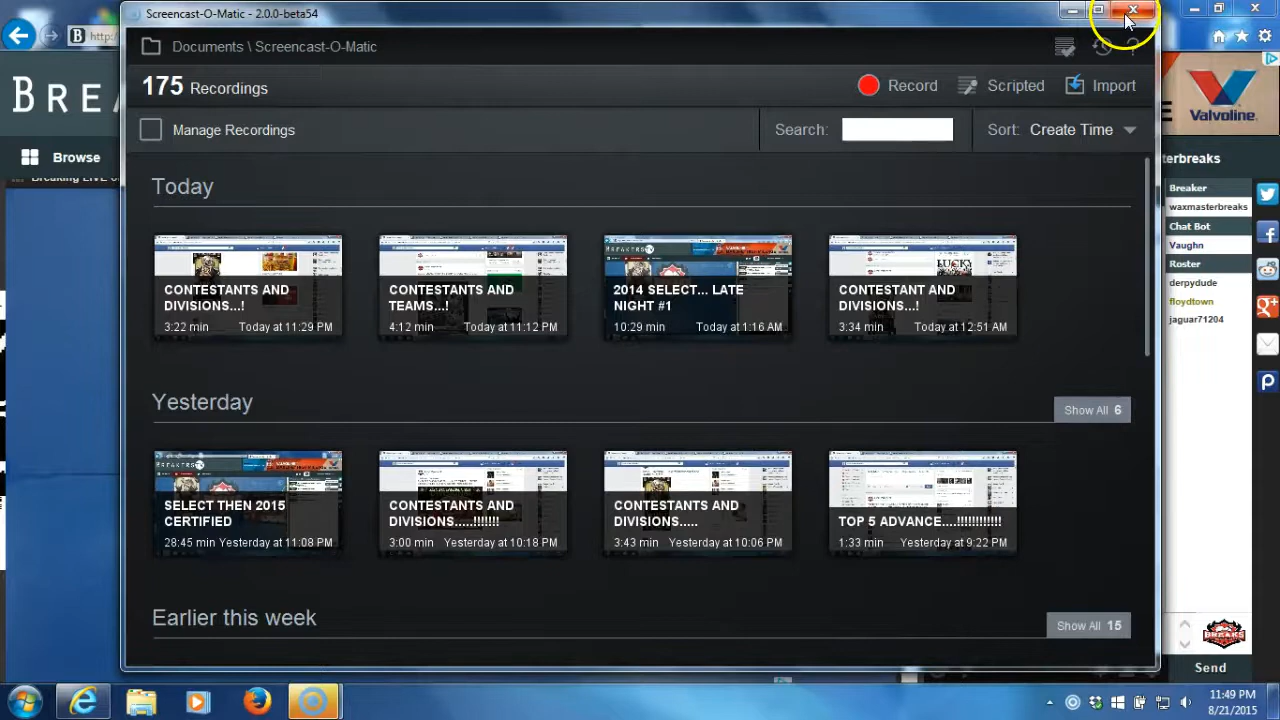 Screencast-O-Matic - 2.0.0-beta54
http:/
BREA
Browse
Documents \ Screencast-O-Matic
175 Recordings
Record
Scripted
Import
Manage Recordings
Search:
Sort: Create Time
Today
CONTESTANTS AND
DIVISIONS...!
3:22 min Today at 11:29 PM
CONTESTANTS AND
TEAMS...!
4:12 min Today at 11:12 PM
2014 SELECT... LATE
NIGHT #1
10:29 min Today at 1:16 AM
CONTESTANT AND
DIVISIONS...!
3:34 min Today at 12:51 AM
Yesterday
Show All 6
SELECT THEN 2015
CERTIFIED
28:45 min Yesterday at 11:08 PM
CONTESTANTS AND
DIVISIONS.....!!!!!!!
3:00 min Yesterday at 10:18 PM
CONTESTANTS AND
DIVISIONS.....
3:43 min Yesterday at 10:06 PM
TOP 5 ADVANCE....!!!!!!!!!!!!
1:33 min Yesterday at 9:22 PM
Earlier this week
Show All 15
Valvoline
terbreaks
Breaker
waxmasterbreaks
Chat Bot
Vaughn
Roster
derpydude
floydtown
jaguar71204
BREAKS
Send
11:49 PM
8/21/2015